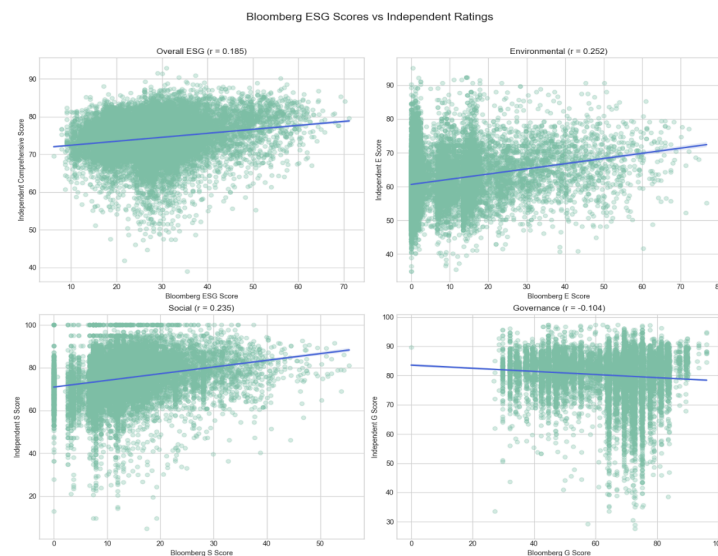 Bloomberg ESG Scores vs Independent Ratings
Overall ESG (r = 0.185)
Independent Comprehensive Score
90
80
70
60
50
40
10 20 30 40 50 60 70
Bloomberg ESG Score
Environmental (r = 0.252)
Independent E Score
90
80
70
60
50
40
0 10 20 30 40 50 60 70 80
Bloomberg E Score
Social (r = 0.235)
Independent S Score
100
80
60
40
20
0 10 20 30 40 50
Bloomberg S Score
Governance (r = -0.104)
Independent G Score
100
90
80
70
60
50
40
30
0 20 40 60 80 100
Bloomberg G Score